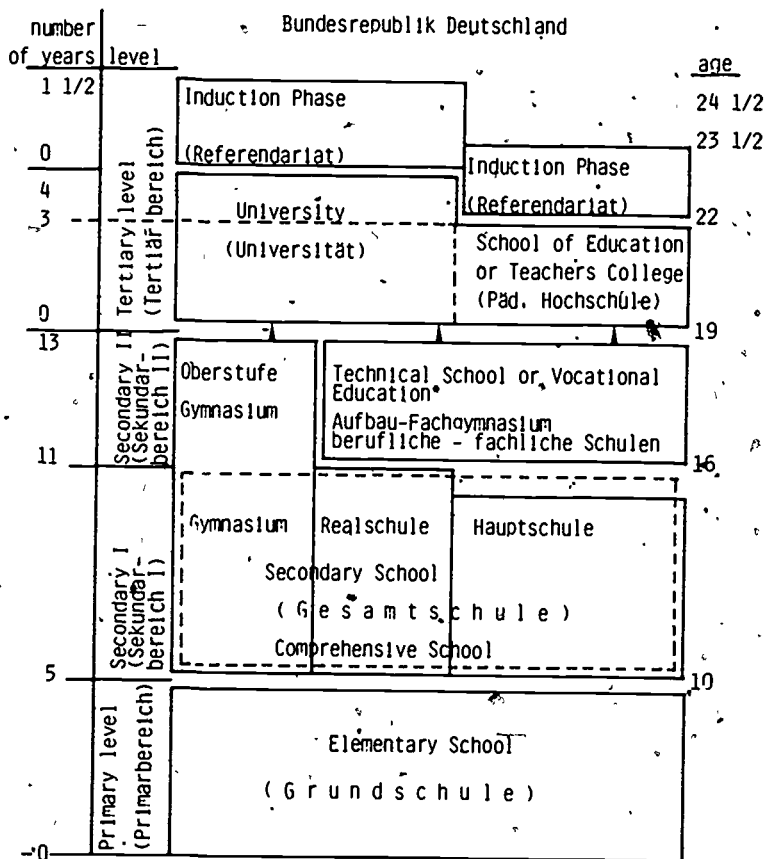 Bundesrepublik Deutschland
number
of years
level
age
1 1/2
Induction Phase
(Referendariat)
24 1/2
23 1/2
0
Induction Phase
(Referendariat)
4
3
22
Tertiary level
(Tertiär bereich)
University
(Universität)
School of Education
or Teachers College
(Päd. Hochschule)
0
19
13
Secondary II
(Sekundär-
bereich II)
Oberstufe
Gymnasium
Technical School or Vocational
Education
Aufbau-Fachgymnasium
berufliche - fachliche Schulen
11
16
Secondary I
(Sekundar-
bereich I)
Gymnasium
Realschule
Hauptschule
Secondary School
( G e s a m t s c h u l e )
Comprehensive School
5
10
Primary level
(Primarbereich)
Elementary School
( G r u n d s c h u l e )
0